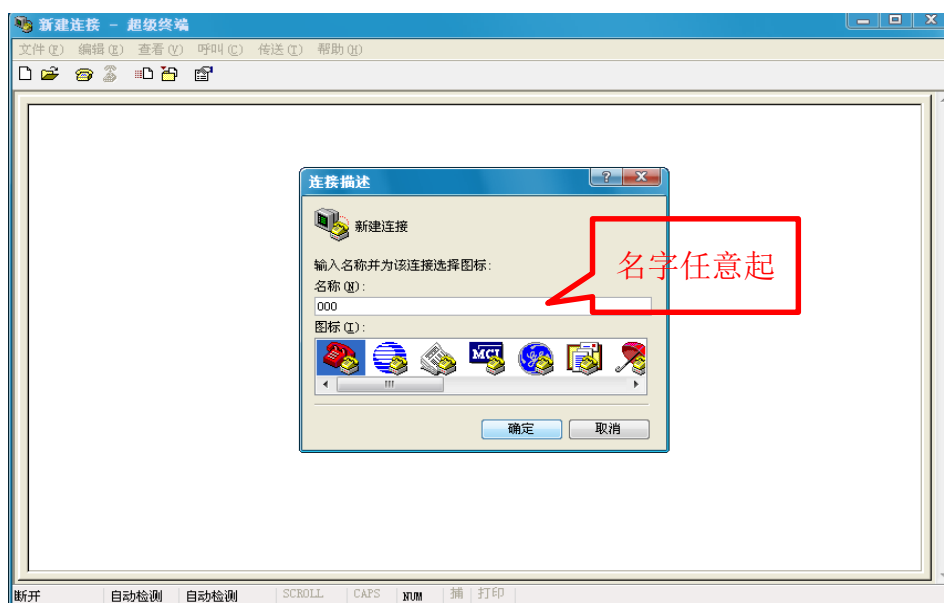 新建连接 - 超级终端
文件(F) 编辑(E) 查看(V) 呼叫(C) 传送(T) 帮助(H)
连接描述
新建连接
输入名称并为该连接选择图标:
名称(N):
000
图标(I):
MCI
确定 取消
名字任意起
断开 自动检测 自动检测 SCROLL CAPS NUM 捕 打印